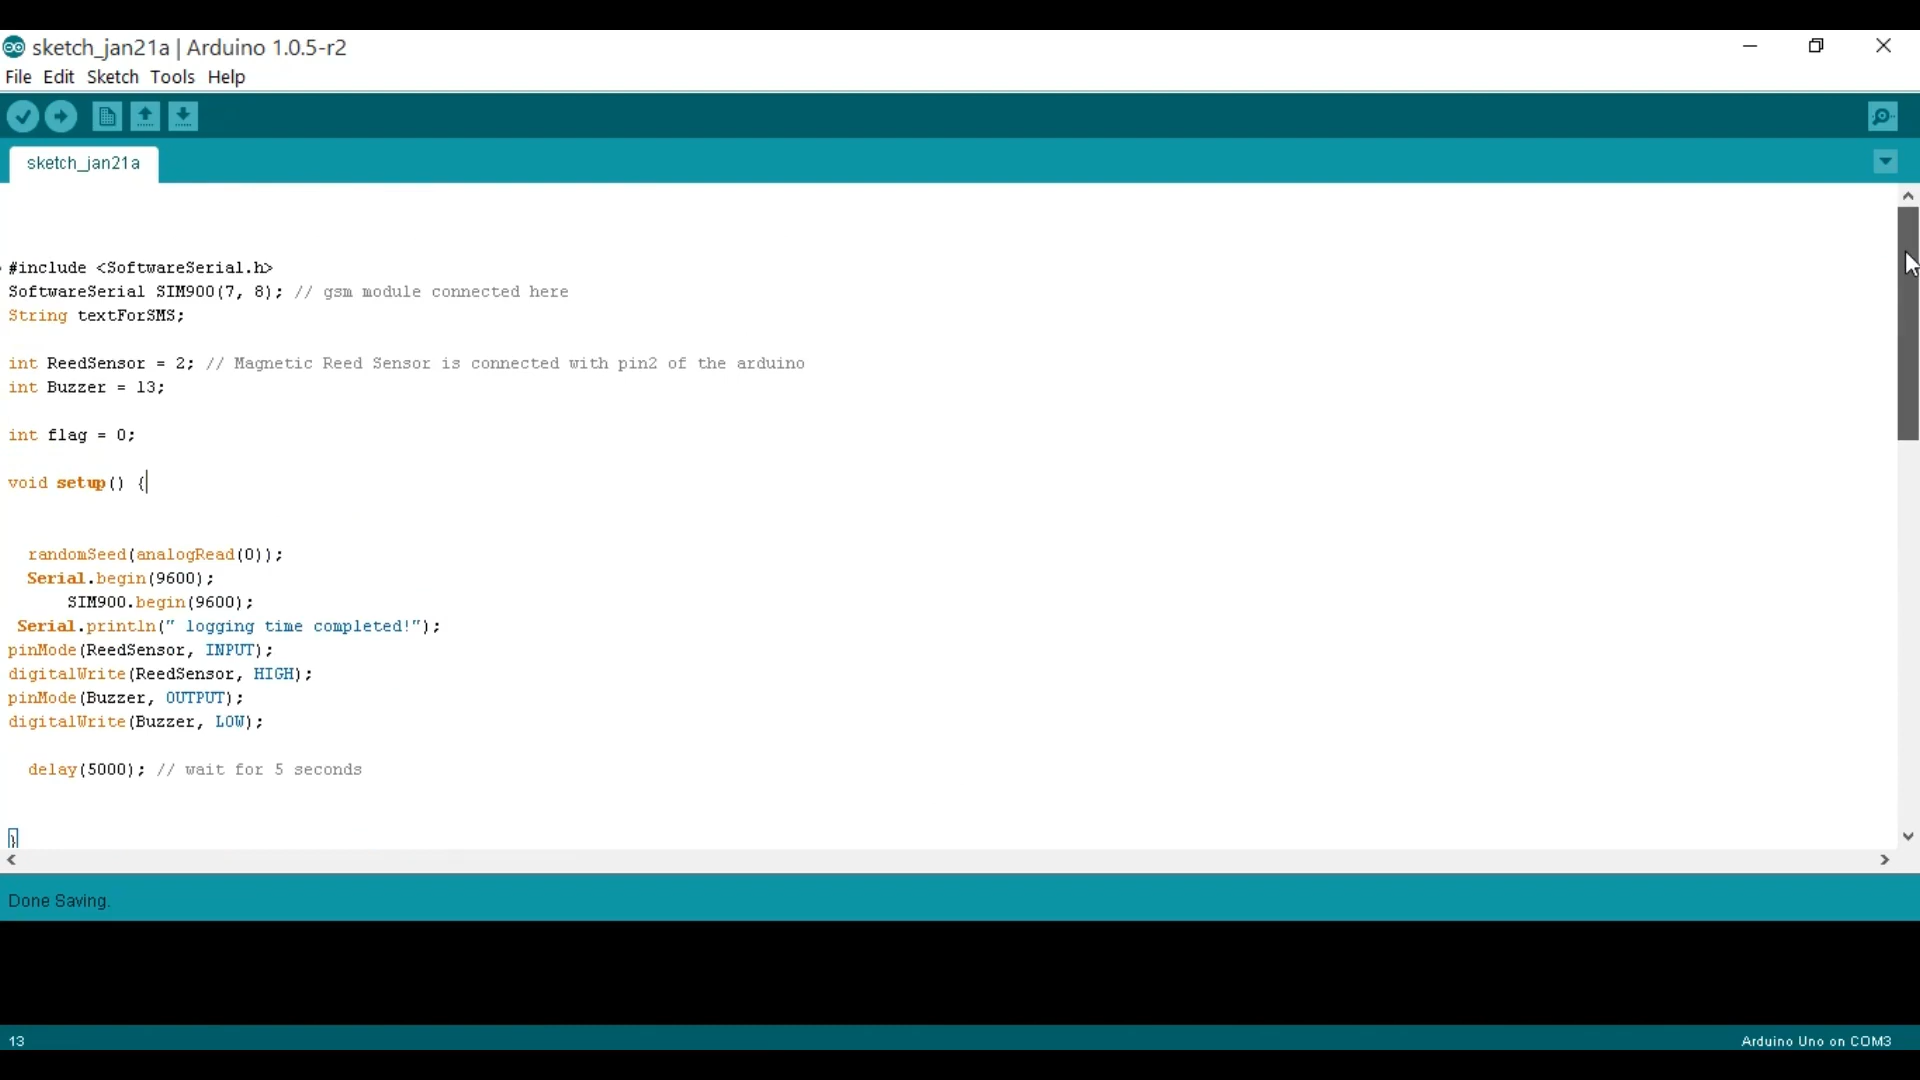 sketch_jan21a | Arduino 1.0.5-r2
File Edit Sketch Tools Help
sketch_jan21a
#include <SoftwareSerial.h>
SoftwareSerial SIM900(7, 8); // gsm module connected here
String textForSMS;
int ReedSensor = 2; // Magnetic Reed Sensor is connected with pin2 of the arduino
int Buzzer = 13;
int flag = 0;
void setup() {
randomSeed(analogRead(0));
Serial.begin(9600);
SIM900.begin(9600);
Serial.println(" logging time completed!");
pinMode(ReedSensor, INPUT);
digitalWrite(ReedSensor, HIGH);
pinMode(Buzzer, OUTPUT);
digitalWrite(Buzzer, LOW);
delay(5000); // wait for 5 seconds
}
Done Saving.
13
Arduino Uno on COM3